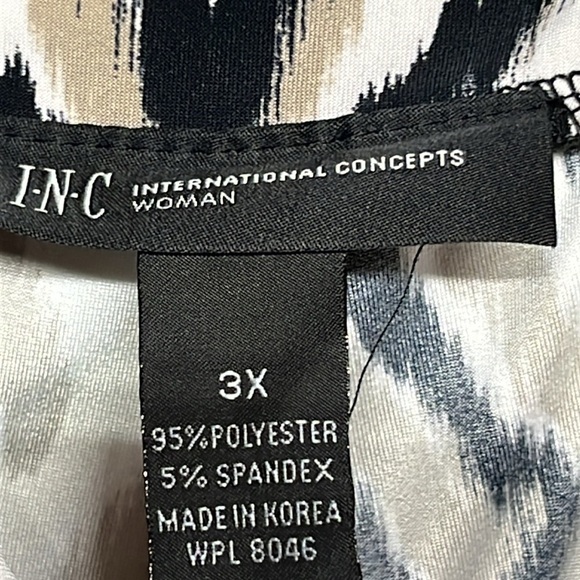 I·N·C INTERNATIONAL CONCEPTS
WOMAN
3X
95%POLYESTER
5% SPANDEX
MADE IN KOREA
WPL 8046